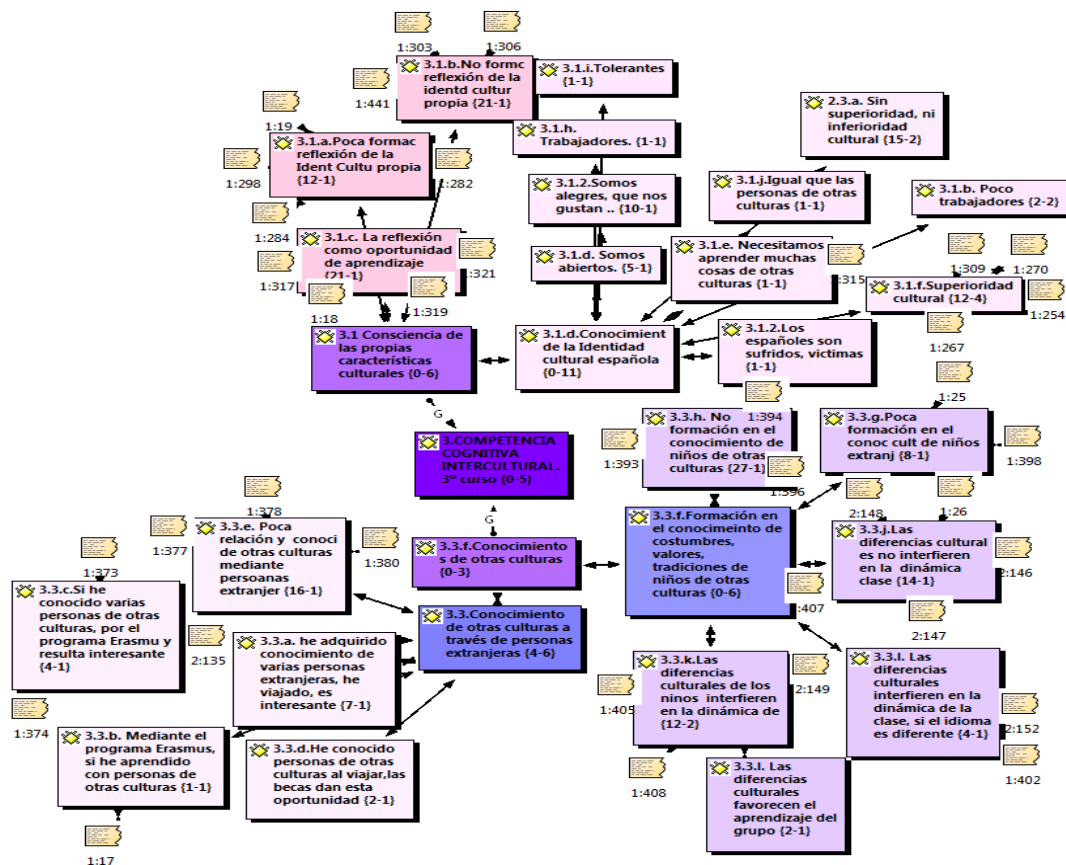 1:303
1:306
3.1.b.No formc
reflexión de la
identd cultur
propia {21-1}
3.1.i.Tolerantes
{1-1}
1:441
2.3.a. Sin
superioridad, ni
inferioridad
cultural {15-2}
1:19
3.1.h.
Trabajadores. {1-1}
3.1.a.Poca formac
reflexión de la
Ident Cultu propia
{12-1}
1:298
1:282
3.1.2.Somos
alegres, que nos
gustan .. {10-1}
3.1.j.Igual que las
personas de otras
culturas {1-1}
3.1.b. Poco
trabajadores {2-2}
1:284
3.1.c. La reflexión
como oportunidad
de aprendizaje
{21-1}
1:321
3.1.d. Somos
abiertos. {5-1}
3.1.e. Necesitamos
aprender muchas
cosas de otras
culturas {1-1}
1:315
1:309
1:270
1:317
1:319
3.1.f.Superioridad
cultural {12-4}
1:254
1:18
3.1 Consciencia de
las propias
características
culturales {0-6}
3.1.d.Conocimient
de la Identidad
cultural española
{0-11}
3.1.2.Los
españoles son
sufridos, victimas
{1-1}
1:267
1:25
G
3.COMPETENCIA
COGNITIVA
INTERCULTURAL.
3º curso {0-5}
3.3.h. No
formación en el
conocimiento de
niños de otras
culturas {27-1}
1:394
1:393
1:396
3.3.g.Poca
formación en el
conoc cult de niños
extranj {8-1}
1:398
1:378
G
1:377
3.3.e. Poca
relación y conoci
de otras culturas
mediante
persoanas
extranjer {16-1}
1:380
3.3.f.Conocimiento
s de otras culturas
{0-3}
3.3.f.Formación en
el conocimeinto de
costumbres,
valores,
tradiciones de
niños de otras
culturas {0-6}
2:148
1:26
3.3.j.Las
diferencias cultural
es no interfieren
en la dinámica
clase {14-1}
2:146
1:373
3.3.c.Si he
conocido varias
personas de otras
culturas, por el
programa Erasmu y
resulta interesante
{4-1}
2:135
3.3.Conocimiento
de otras culturas a
través de personas
extranjeras {4-6}
1:407
2:147
3.3.a. he adquirido
conocimiento de
varias personas
extranjeras, he
viajado, es
interesante {7-1}
3.3.k.Las
diferencias
culturales de los
ninos interfieren
en la dinámica de
{12-2}
2:149
1:405
3.3.l. Las
diferencias
culturales
interfieren en la
dinámica de la
clase, si el idioma
es diferente {4-1}
2:152
1:374
3.3.b. Mediante el
programa Erasmus,
si he aprendido
con personas de
otras culturas {1-1}
3.3.d.He conocido
personas de otras
culturas al viajar,las
becas dan esta
oportunidad {2-1}
1:408
3.3.l. Las
diferencias
culturales
favorecen el
aprendizaje del
grupo {2-1}
1:402
1:17